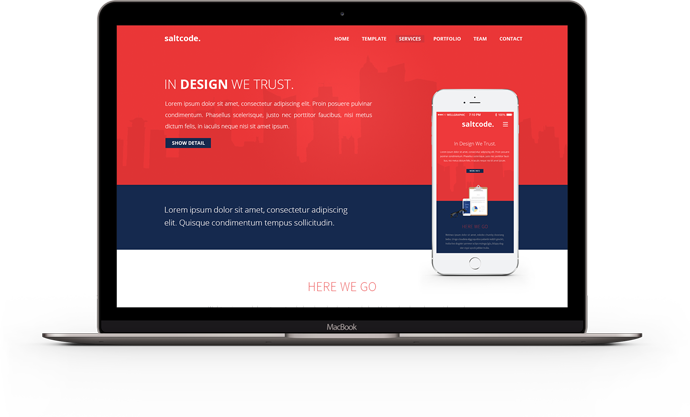 saltcode.
HOME TEMPLATE SERVICES PORTFOLIO TEAM CONTACT
IN DESIGN WE TRUST.
Lorem ipsum dolor sit amet, consectetur adipiscing elit. Proin posuere pulvinar
condimentum. Phasellus scelerisque, justo nec porttitor faucibus, nisi metus
dictum felis, in iaculis neque nisi sit amet ipsum.
SHOW DETAIL
Lorem ipsum dolor sit amet, consectetur adipiscing
elit. Quisque condimentum tempus sollicitudin.
HERE WE GO
saltcode.
In Design We Trust.
HERE WE GO
MacBook